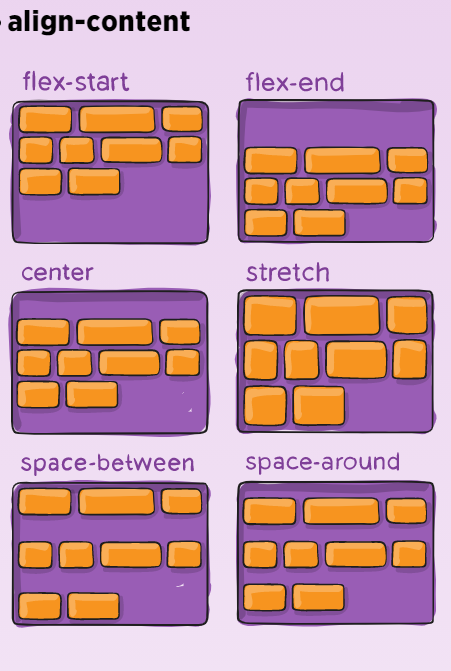 align-content
flex-start
flex-end
center
stretch
space-between
space-around